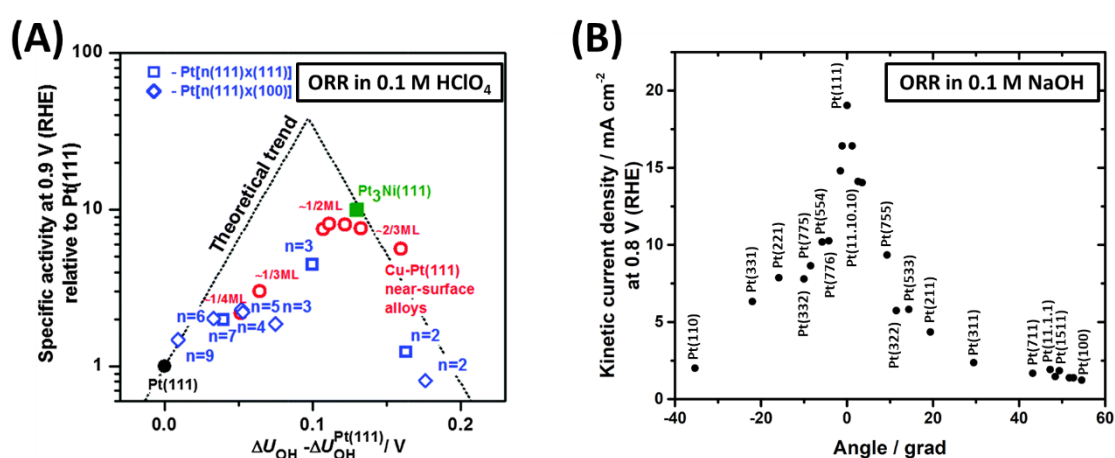 (A)
100
10
1
Specific activity at 0.9 V (RHE)
relative to Pt(111)
- Pt[n(111)x(111)]
- Pt[n(111)x(100)]
ORR in 0.1 M HClO₄
Theoretical trend
Pt₃Ni(111)
~1/2ML
~2/3ML
n=3
Cu-Pt(111)
near-surface
alloys
~1/3ML
~1/4ML
n=6
n=5
n=3
n=4
n=7
n=9
n=2
n=2
Pt(111)
0.0
0.1
0.2
ΔU_OH -ΔU_OH^Pt(111)/ V
(B)
20
15
10
5
0
Kinetic current density / mA cm⁻²
at 0.8 V (RHE)
ORR in 0.1 M NaOH
Pt(110)
Pt(331)
Pt(221)
Pt(332)
Pt(775)
Pt(776)
Pt(554)
Pt(111)
Pt(11.10.10)
Pt(755)
Pt(322)
Pt(533)
Pt(211)
Pt(311)
Pt(711)
Pt(11.1.1)
Pt(1511)
Pt(100)
-40
-20
0
20
40
60
Angle / grad